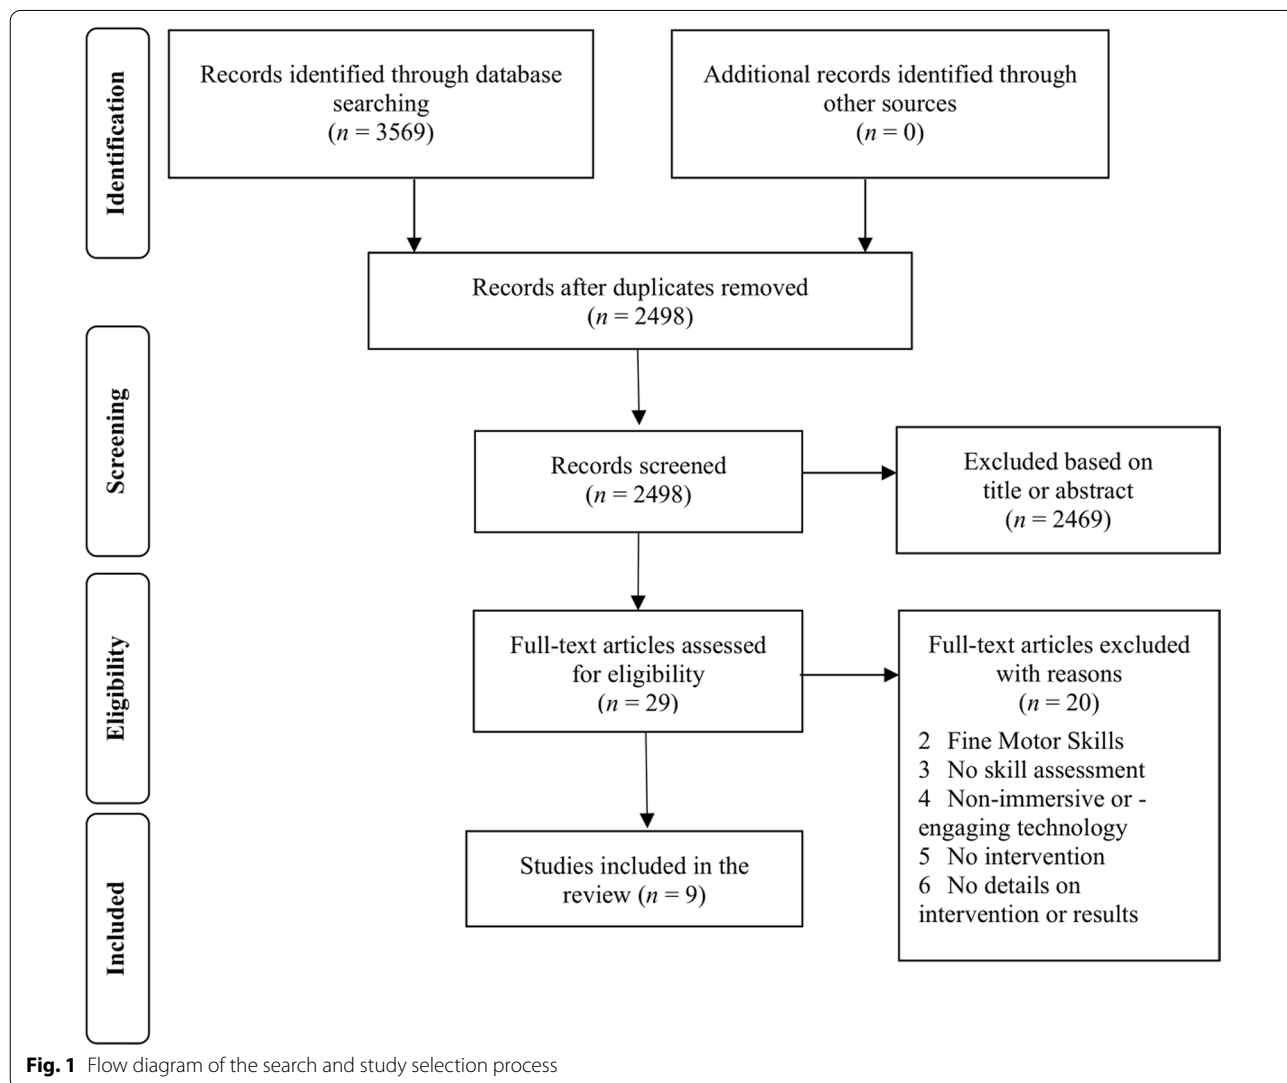 Identification
Records identified through database
searching
(n = 3569)
Additional records identified through
other sources
(n = 0)
Records after duplicates removed
(n = 2498)
Screening
Records screened
(n = 2498)
Excluded based on
title or abstract
(n = 2469)
Eligibility
Full-text articles assessed
for eligibility
(n = 29)
Full-text articles excluded
with reasons
(n = 20)
2 Fine Motor Skills
3 No skill assessment
4 Non-immersive or -
engaging technology
5 No intervention
6 No details on
intervention or results
Included
Studies included in the
review (n = 9)
Fig. 1 Flow diagram of the search and study selection process